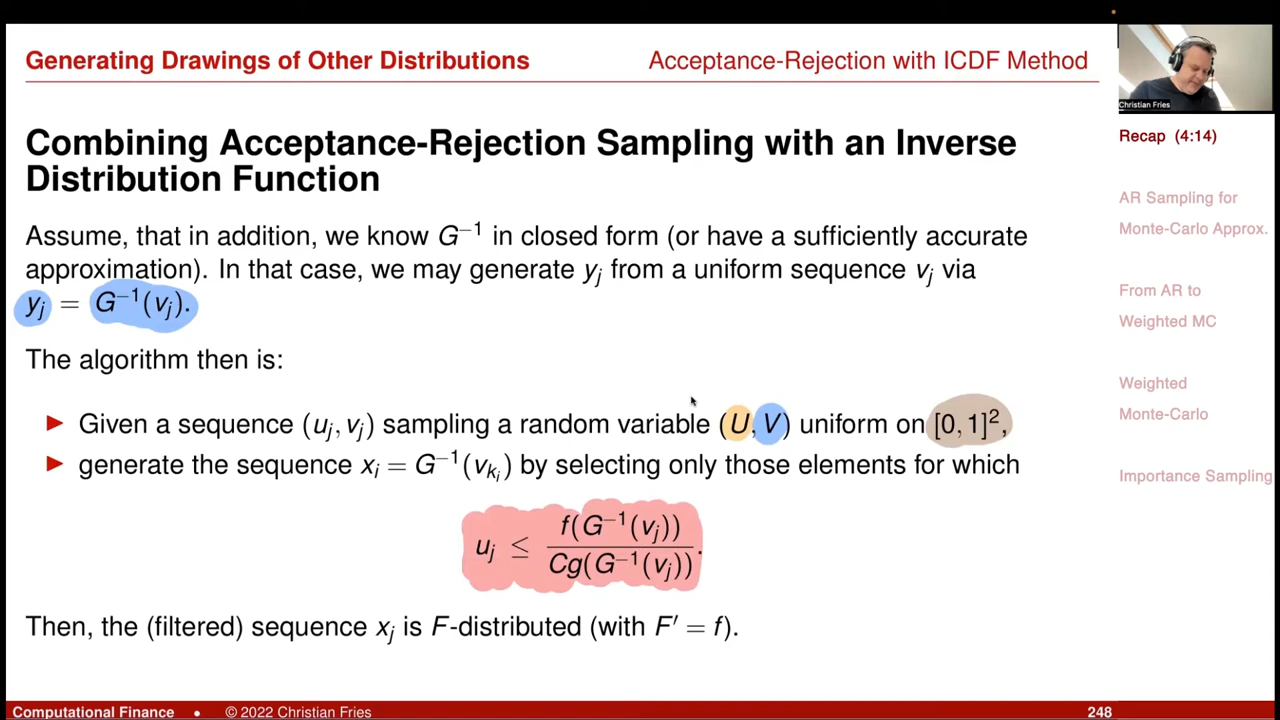 Generating Drawings of Other Distributions
Acceptance-Rejection with ICDF Method
Combining Acceptance-Rejection Sampling with an Inverse
Distribution Function
Assume, that in addition, we know G⁻¹ in closed form (or have a sufficiently accurate
approximation). In that case, we may generate yⱼ from a uniform sequence vⱼ via
yⱼ = G⁻¹(vⱼ).
The algorithm then is:
► Given a sequence (uⱼ, vⱼ) sampling a random variable (U, V) uniform on [0, 1]²,
► generate the sequence xᵢ = G⁻¹(v_{kᵢ}) by selecting only those elements for which
uⱼ ≤ f(G⁻¹(vⱼ)) / Cg(G⁻¹(vⱼ)).
Then, the (filtered) sequence xⱼ is F-distributed (with F′ = f).
Christian Fries
Recap (4:14)
AR Sampling for
Monte-Carlo Approx.
From AR to
Weighted MC
Weighted
Monte-Carlo
Importance Sampling
Computational Finance • © 2022 Christian Fries
248